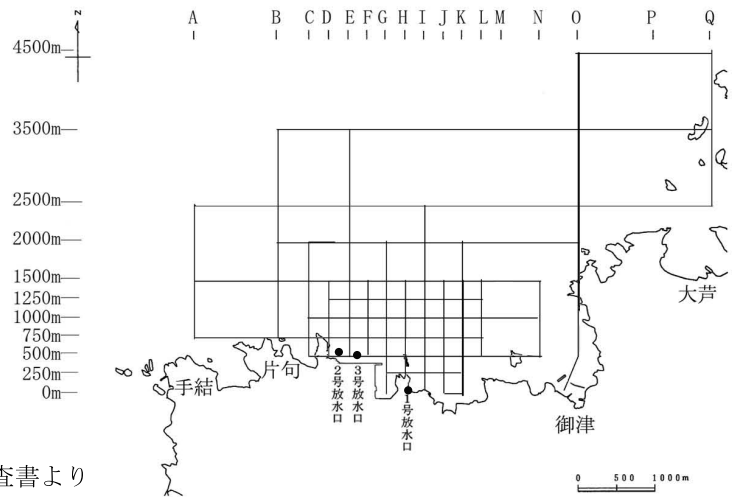 A B C D E F G H I J K L M N O P Q
N
4500m
3500m
2500m
2000m
1500m
1250m
1000m
750m
500m
250m
0m
大芦
片句
手結
2号放水口
3号放水口
1号放水口
御津
査書より
0 500 1000m